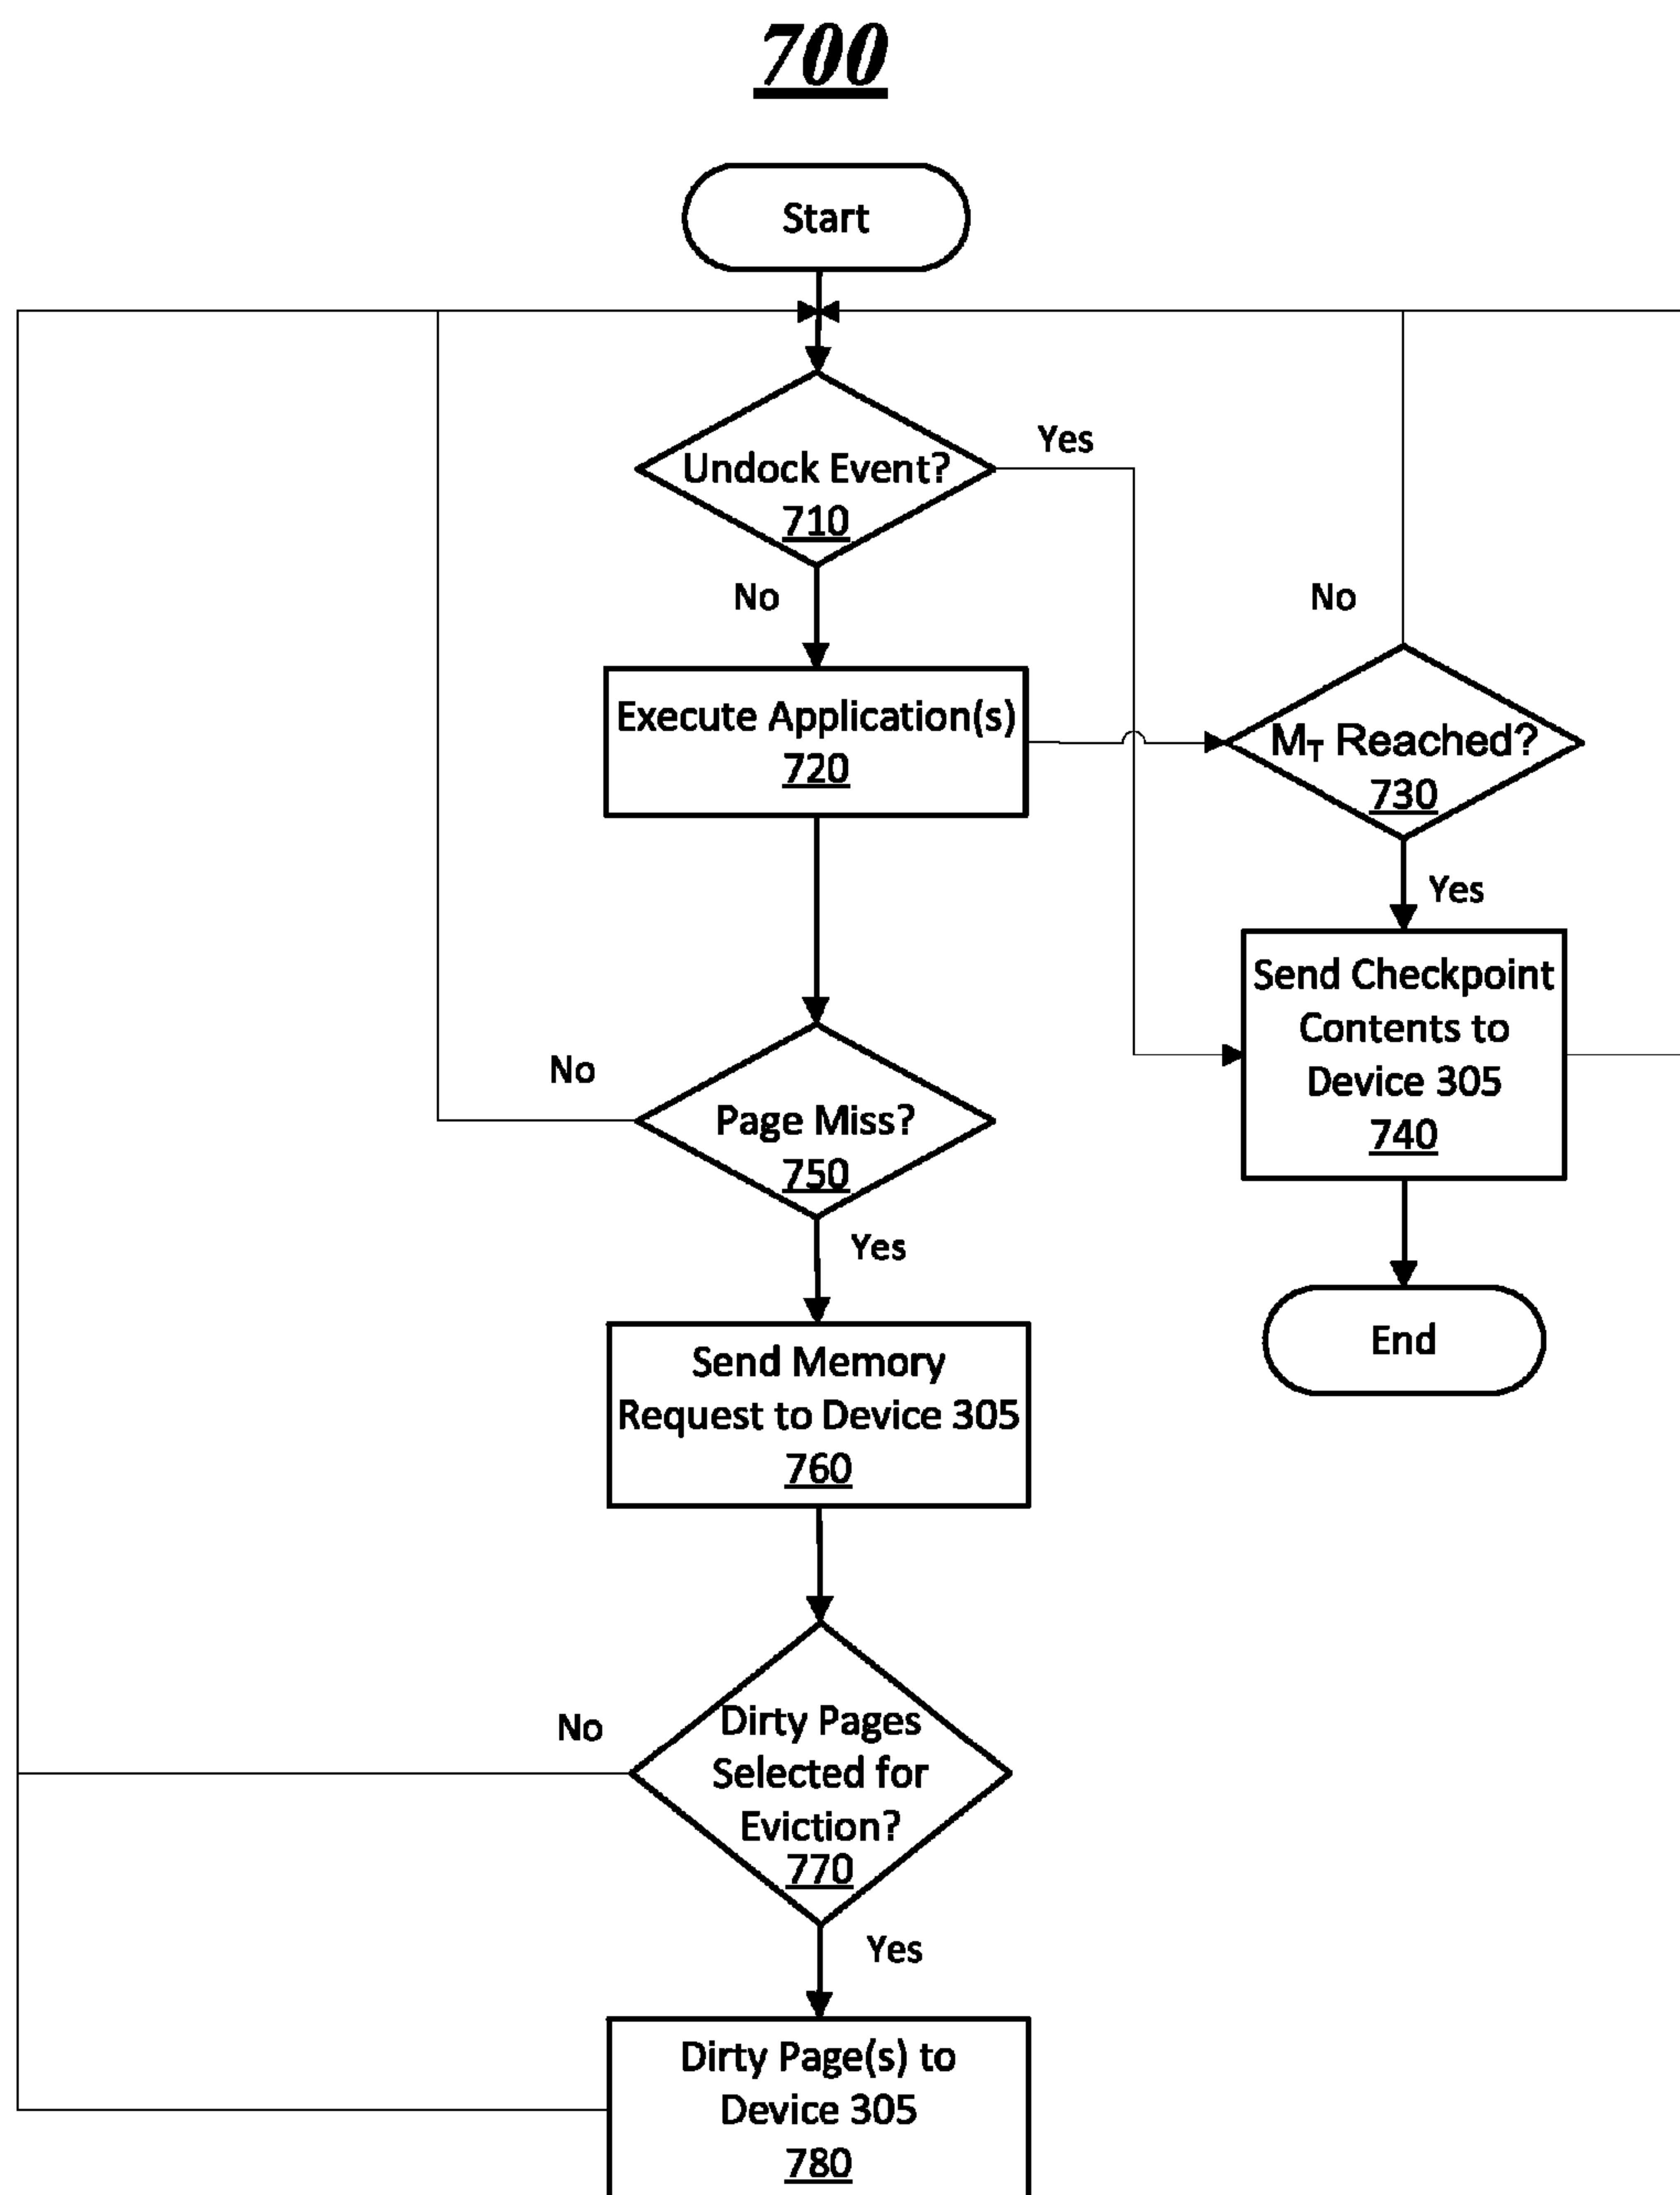 700
Start
Undock Event?
710
Yes
No
Execute Application(s)
720
No
MT Reached?
730
Yes
Send Checkpoint
Contents to
Device 305
740
End
No
Page Miss?
750
Yes
Send Memory
Request to Device 305
760
No
Dirty Pages
Selected for
Eviction?
770
Yes
Dirty Page(s) to
Device 305
780